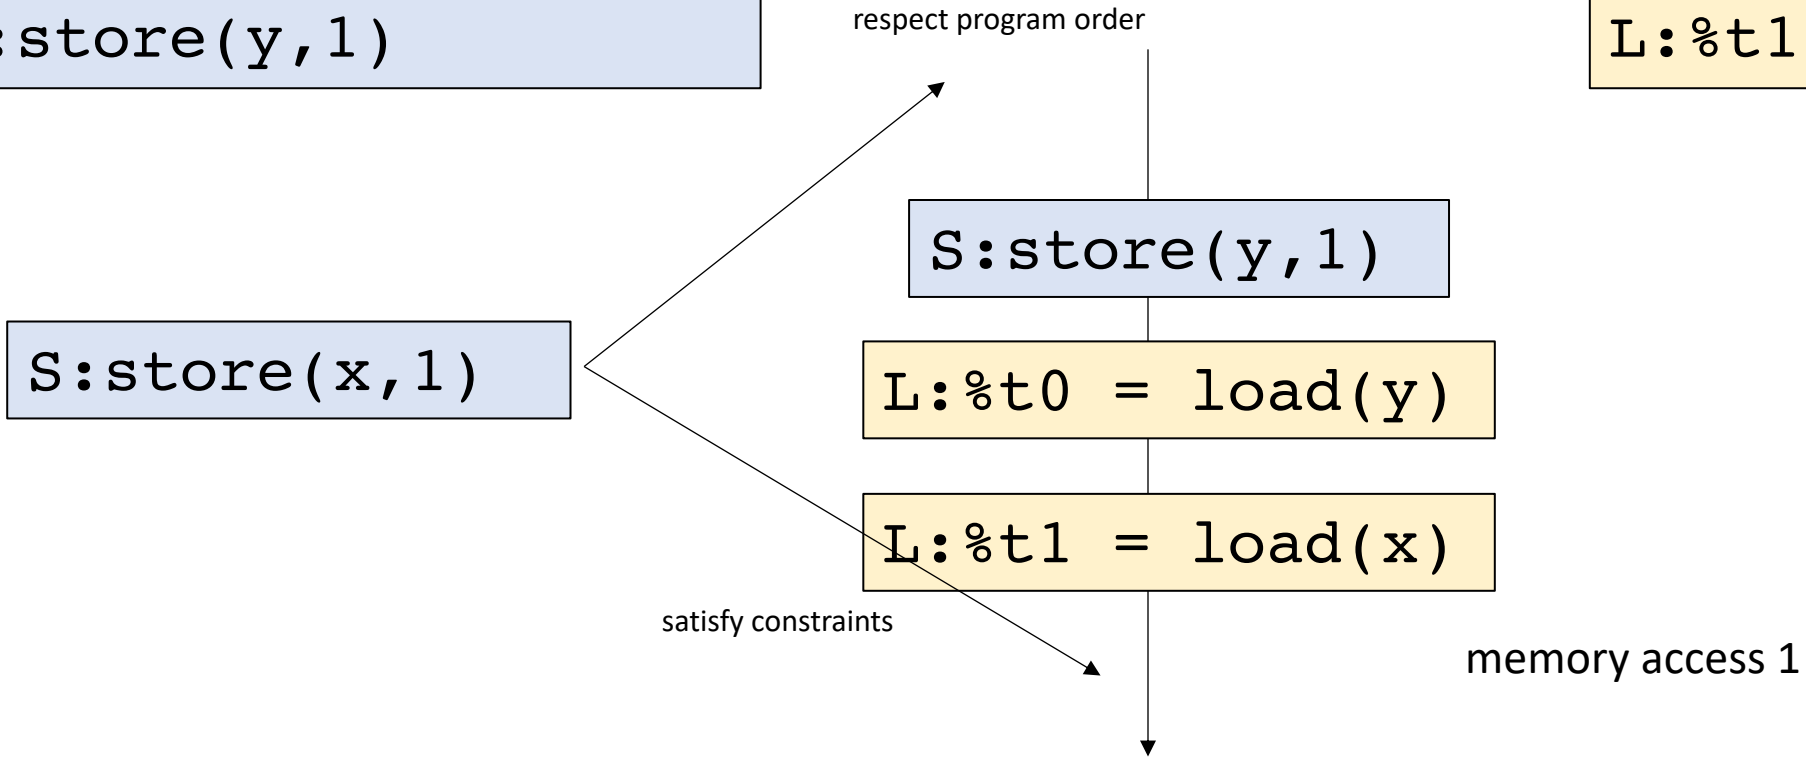 :store(y,1)
respect program order
L:%t1
S:store(y,1)
S:store(x,1)
L:%t0 = load(y)
L:%t1 = load(x)
satisfy constraints
memory access 1